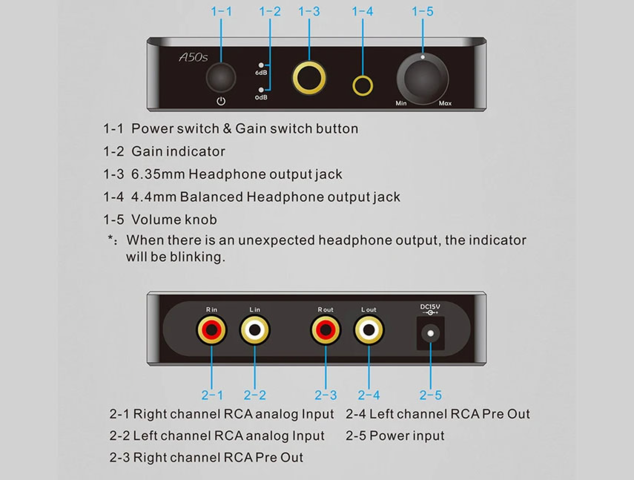 1-1 1-2 1-3 1-4 1-5
A50s
6dB
0dB
Min Max
1-1 Power switch & Gain switch button
1-2 Gain indicator
1-3 6.35mm Headphone output jack
1-4 4.4mm Balanced Headphone output jack
1-5 Volume knob
*: When there is an unexpected headphone output, the indicator
will be blinking.
R in L in R out L out DC15V
2-1 2-2 2-3 2-4 2-5
2-1 Right channel RCA analog Input 2-4 Left channel RCA Pre Out
2-2 Left channel RCA analog Input 2-5 Power input
2-3 Right channel RCA Pre Out